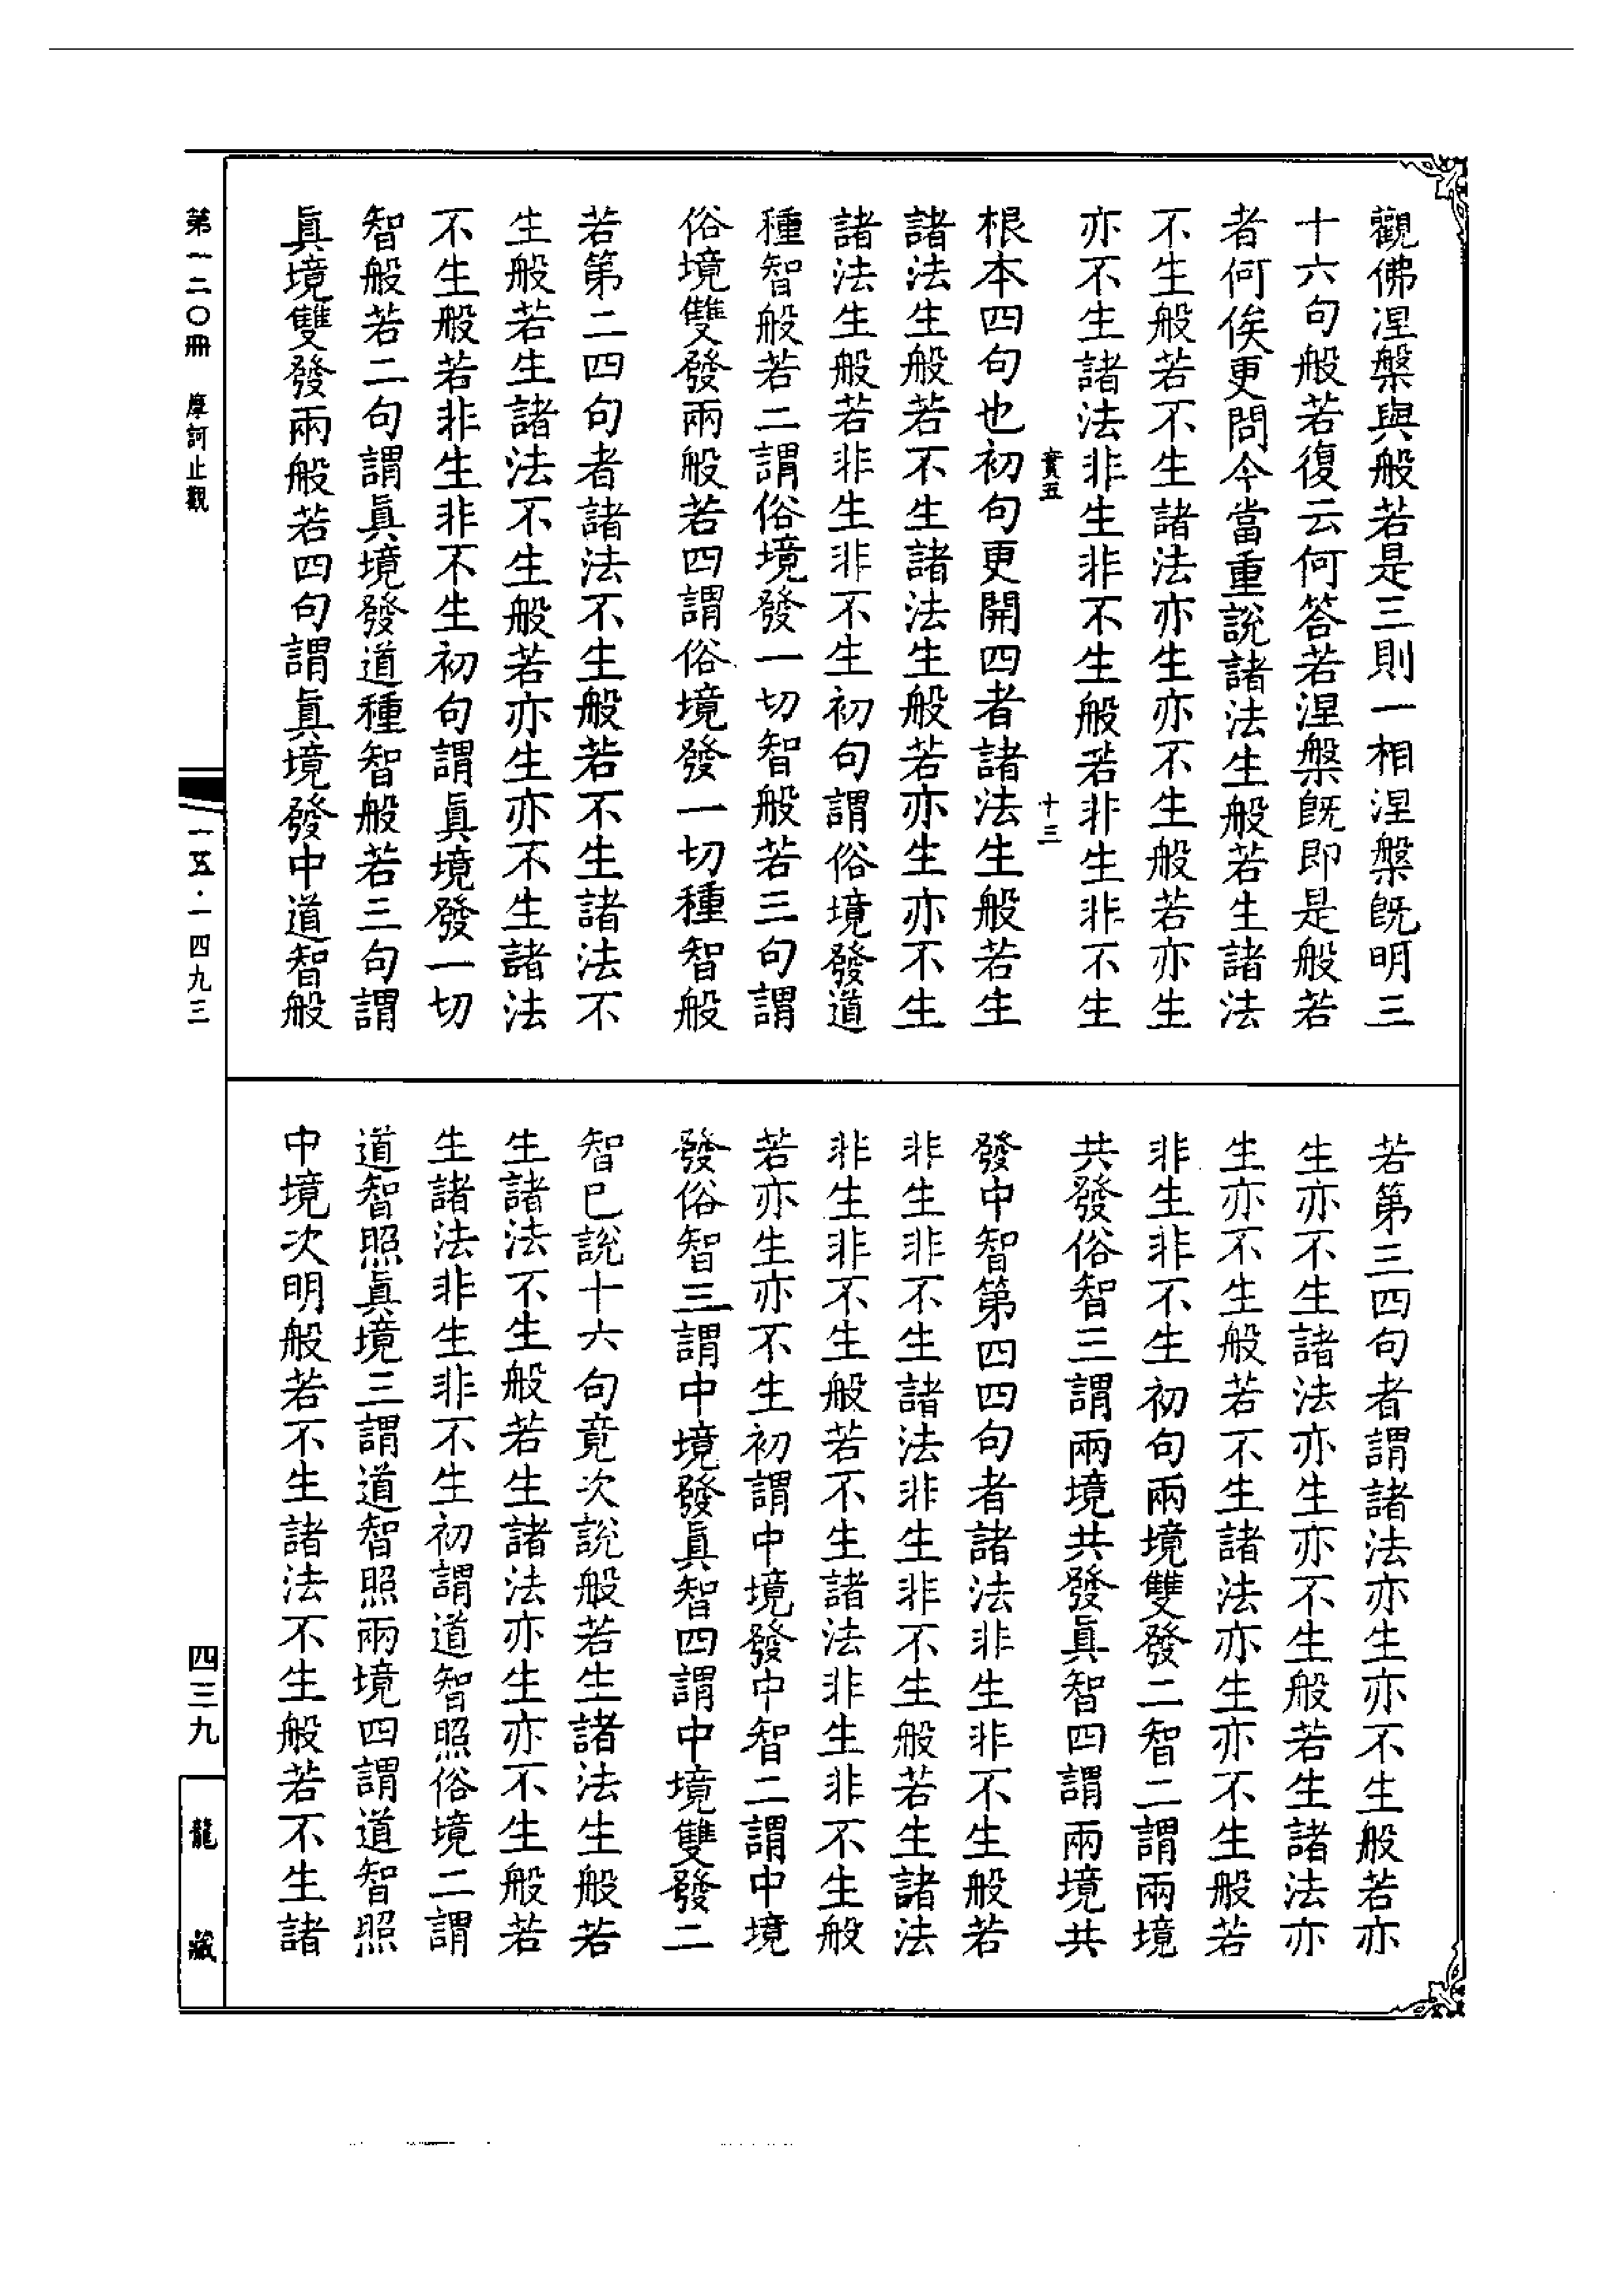 觀佛涅槃與般若是三則一相涅槃旣明三
十六句般若復云何答若涅槃旣即是般若
者何俟更問今當重說諸法生般若生諸法
不生般若不生諸法亦生亦不生般若亦生
亦不生諸法非生非不生般若非生非不生
實五
十三
根本四句也初句更開四者諸法生般若生
諸法生般若不生諸法生般若亦生亦不生
諸法生般若非生非不生初句謂俗境發道
種智般若二謂俗境發一切智般若三句謂
俗境雙發兩般若四謂俗境發一切種智般
若第二四句者諸法不生般若不生諸法不
生般若生諸法不生般若亦生亦不生諸法
不生般若非生非不生初句謂眞境發一切
智般若二句謂眞境發道種智般若三句謂
眞境雙發兩般若四句謂眞境發中道智般
若第三四句者謂諸法亦生亦不生般若亦
生亦不生諸法亦生亦不生般若生諸法亦
生亦不生般若不生諸法亦生亦不生般若
非生非不生初句兩境雙發二智二謂兩境
共發俗智三謂兩境共發眞智四謂兩境共
發中智第四四句者諸法非生非不生般若
非生非不生諸法非生非不生般若生諸法
非生非不生般若不生諸法非生非不生般
若亦生亦不生初謂中境發中智二謂中境
發俗智三謂中境發眞智四謂中境雙發二
智已說十六句竟次說般若生諸法生般若
生諸法不生般若生諸法亦生亦不生般若
生諸法非生非不生初謂道智照俗境二謂
道智照眞境三謂道智照兩境四謂道智照
中境次明般若不生諸法不生般若不生諸
第一二〇冊 摩訶止觀
一五・一四九三
四三九
龍藏